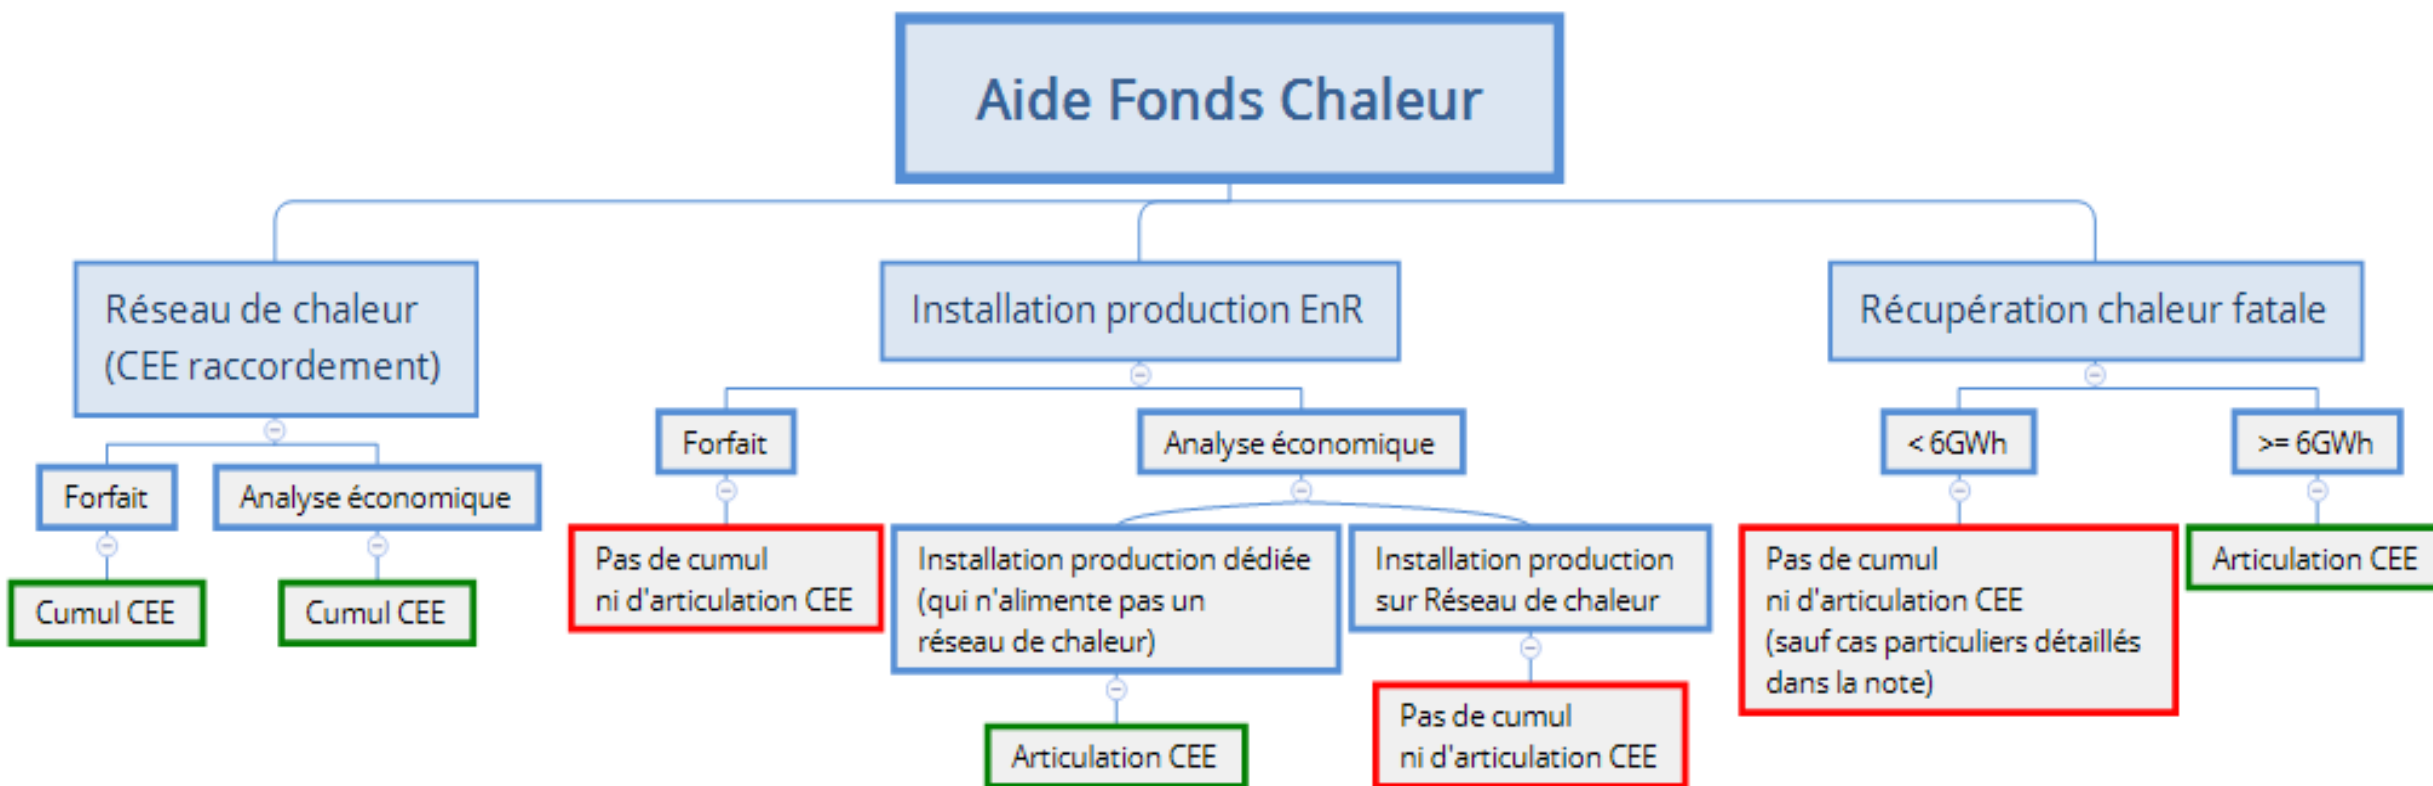 Aide Fonds Chaleur
Réseau de chaleur
(CEE raccordement)
Forfait
Cumul CEE
Analyse économique
Cumul CEE
Installation production EnR
Forfait
Pas de cumul
ni d'articulation CEE
Analyse économique
Installation production dédiée
(qui n'alimente pas un
réseau de chaleur)
Articulation CEE
Installation production
sur Réseau de chaleur
Pas de cumul
ni d'articulation CEE
Récupération chaleur fatale
< 6GWh
Pas de cumul
ni d'articulation CEE
(sauf cas particuliers détaillés
dans la note)
>= 6GWh
Articulation CEE